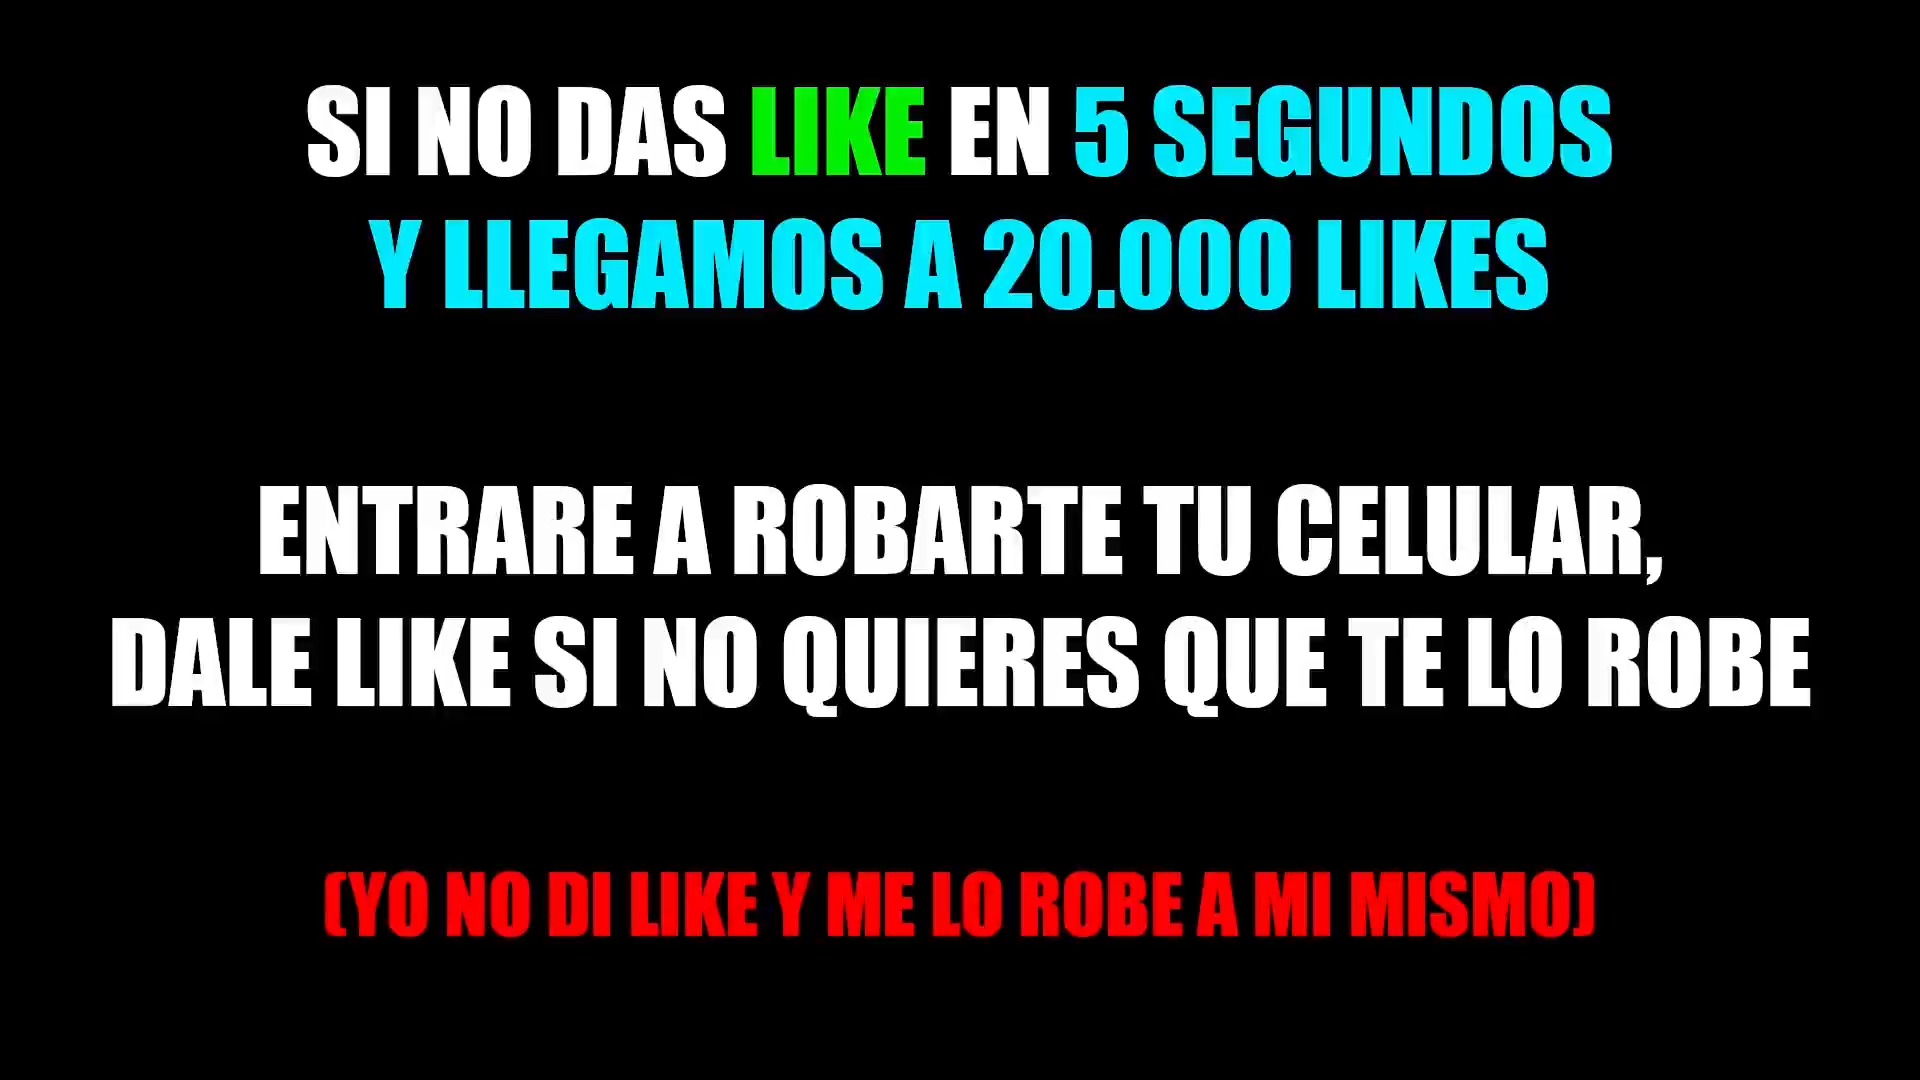 SI NO DAS LIKE EN 5 SEGUNDOS
Y LLEGAMOS A 20.000 LIKES
ENTRARE A ROBARTE TU CELULAR,
DALE LIKE SI NO QUIERES QUE TE LO ROBE
(YO NO DI LIKE Y ME LO ROBE A MI MISMO)